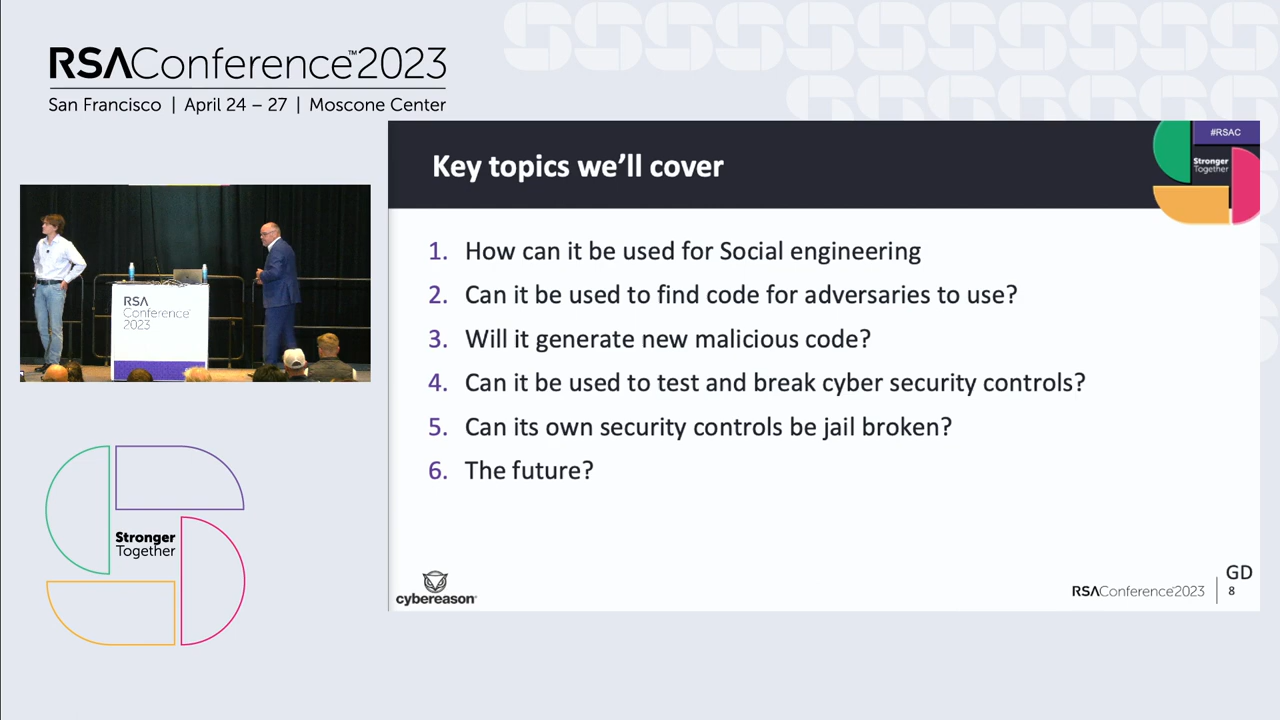 RSAConference™2023
San Francisco | April 24 – 27 | Moscone Center
Key topics we'll cover
#RSAC
Stronger
Together
1. How can it be used for Social engineering
2. Can it be used to find code for adversaries to use?
3. Will it generate new malicious code?
4. Can it be used to test and break cyber security controls?
5. Can its own security controls be jail broken?
6. The future?
RSA
Conference
2023
Stronger
Together
cybereason
RSAConference2023
GD
8